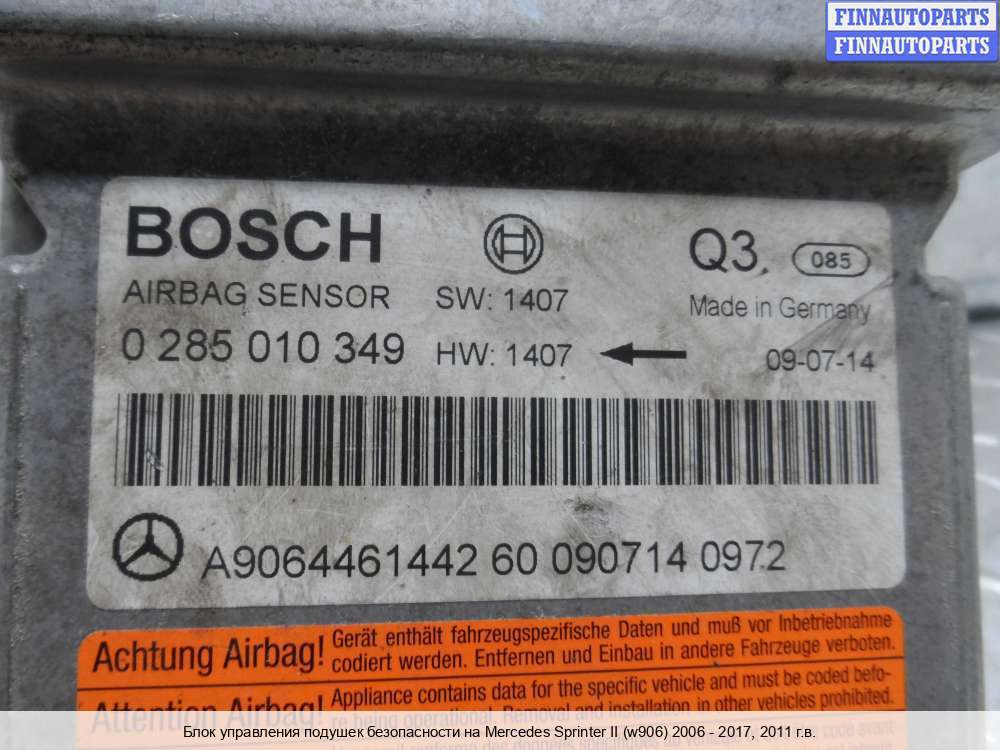 FINNAUTOPARTS
FINNAUTOPARTS
BOSCH
Q3. 085
AIRBAG SENSOR SW: 1407 Made in Germany
0 285 010 349 HW: 1407 09-07-14
A9064461442 60 090714 0972
Achtung Airbag! Gerät enthält fahrzeugspezifische Daten und muß vor Inbetriebnahme
codiert werden. Entfernen und Einbau in andere Fahrzeuge verboten.
Attention Airbag! Appliance contains data for the specific vehicle and must be coded befo-
re being operational. Removal and installation in other vehicles prohibited.
Блок управления подушек безопасности на Mercedes Sprinter II (w906) 2006 - 2017, 2011 г.в.